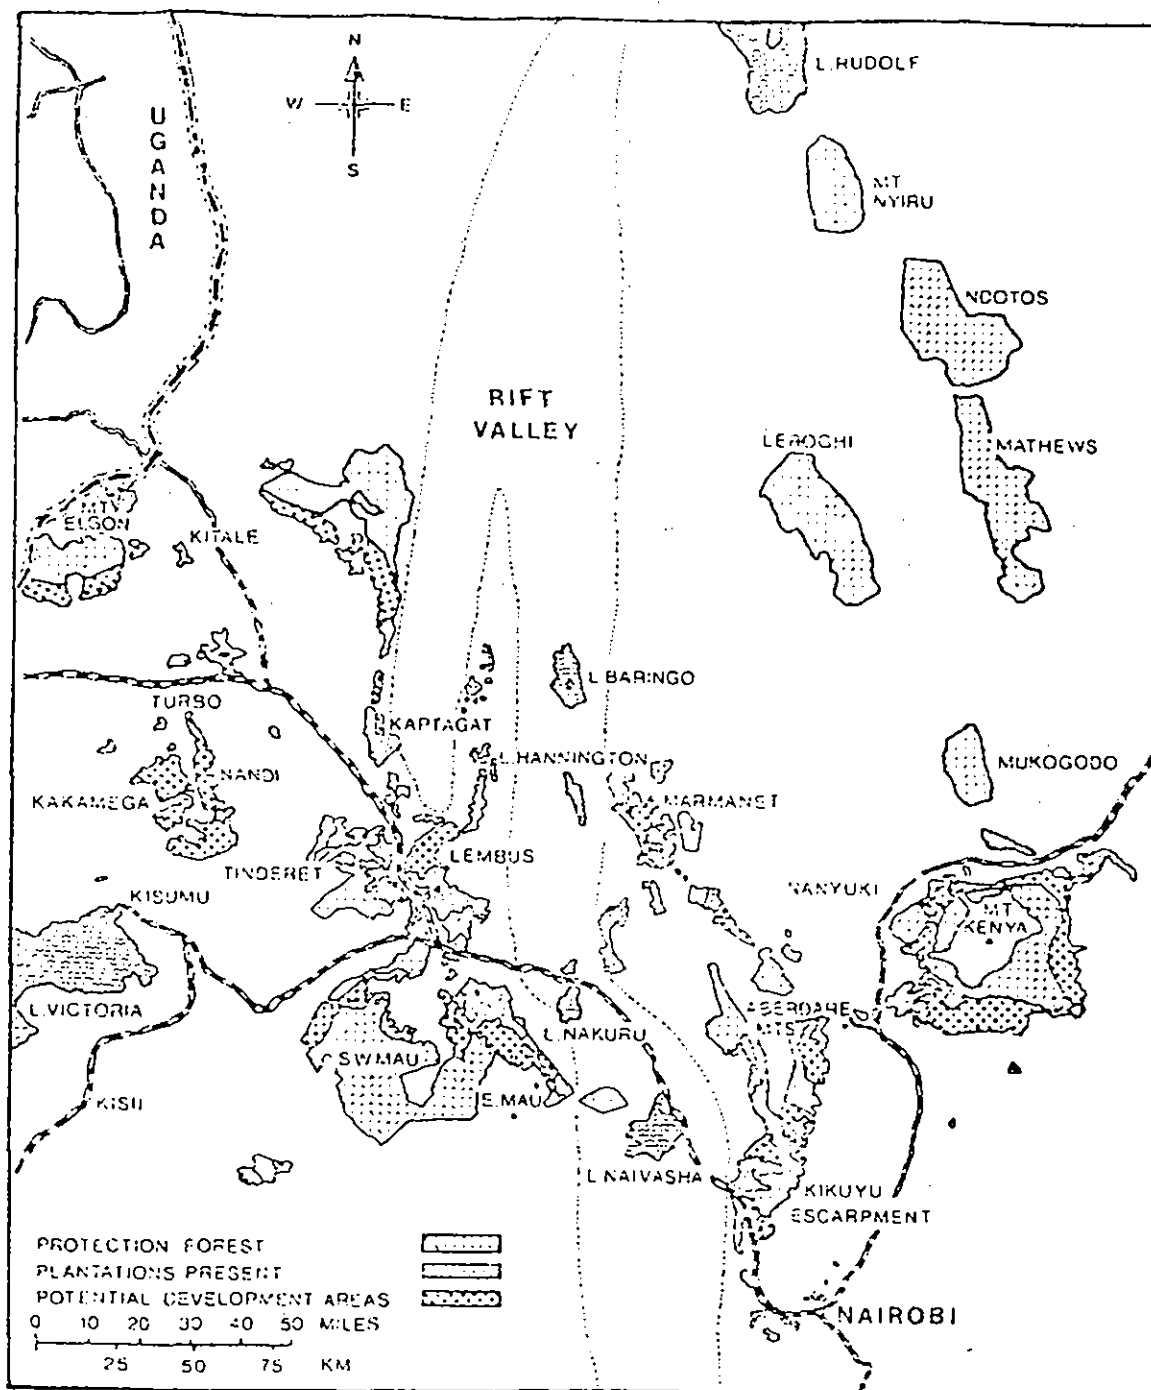 N
W E
S
L.RUDOLF
UGANDA
MT
NYIRU
NDOTOS
RIFT
VALLEY
LEROGHI
MATHEWS
MT
ELGON
KITALE
L.BARINGO
TURBO
KAPTAGAT
L.HANNINGTON
MUKOGODO
NANDI
KAKAMEGA
MARMANET
LEMBUS
TINDERET
NANYUKI
KISUMU
MT
KENYA
L.VICTORIA
ABERDARE
MTS
L.NAKURU
S.W.MAU
E.MAU
KISII
L.NAIVASHA
KIKUYU
ESCARPMENT
PROTECTION FOREST
PLANTATIONS PRESENT
POTENTIAL DEVELOPMENT AREAS
0 10 20 30 40 50 MILES
25 50 75 KM
NAIROBI